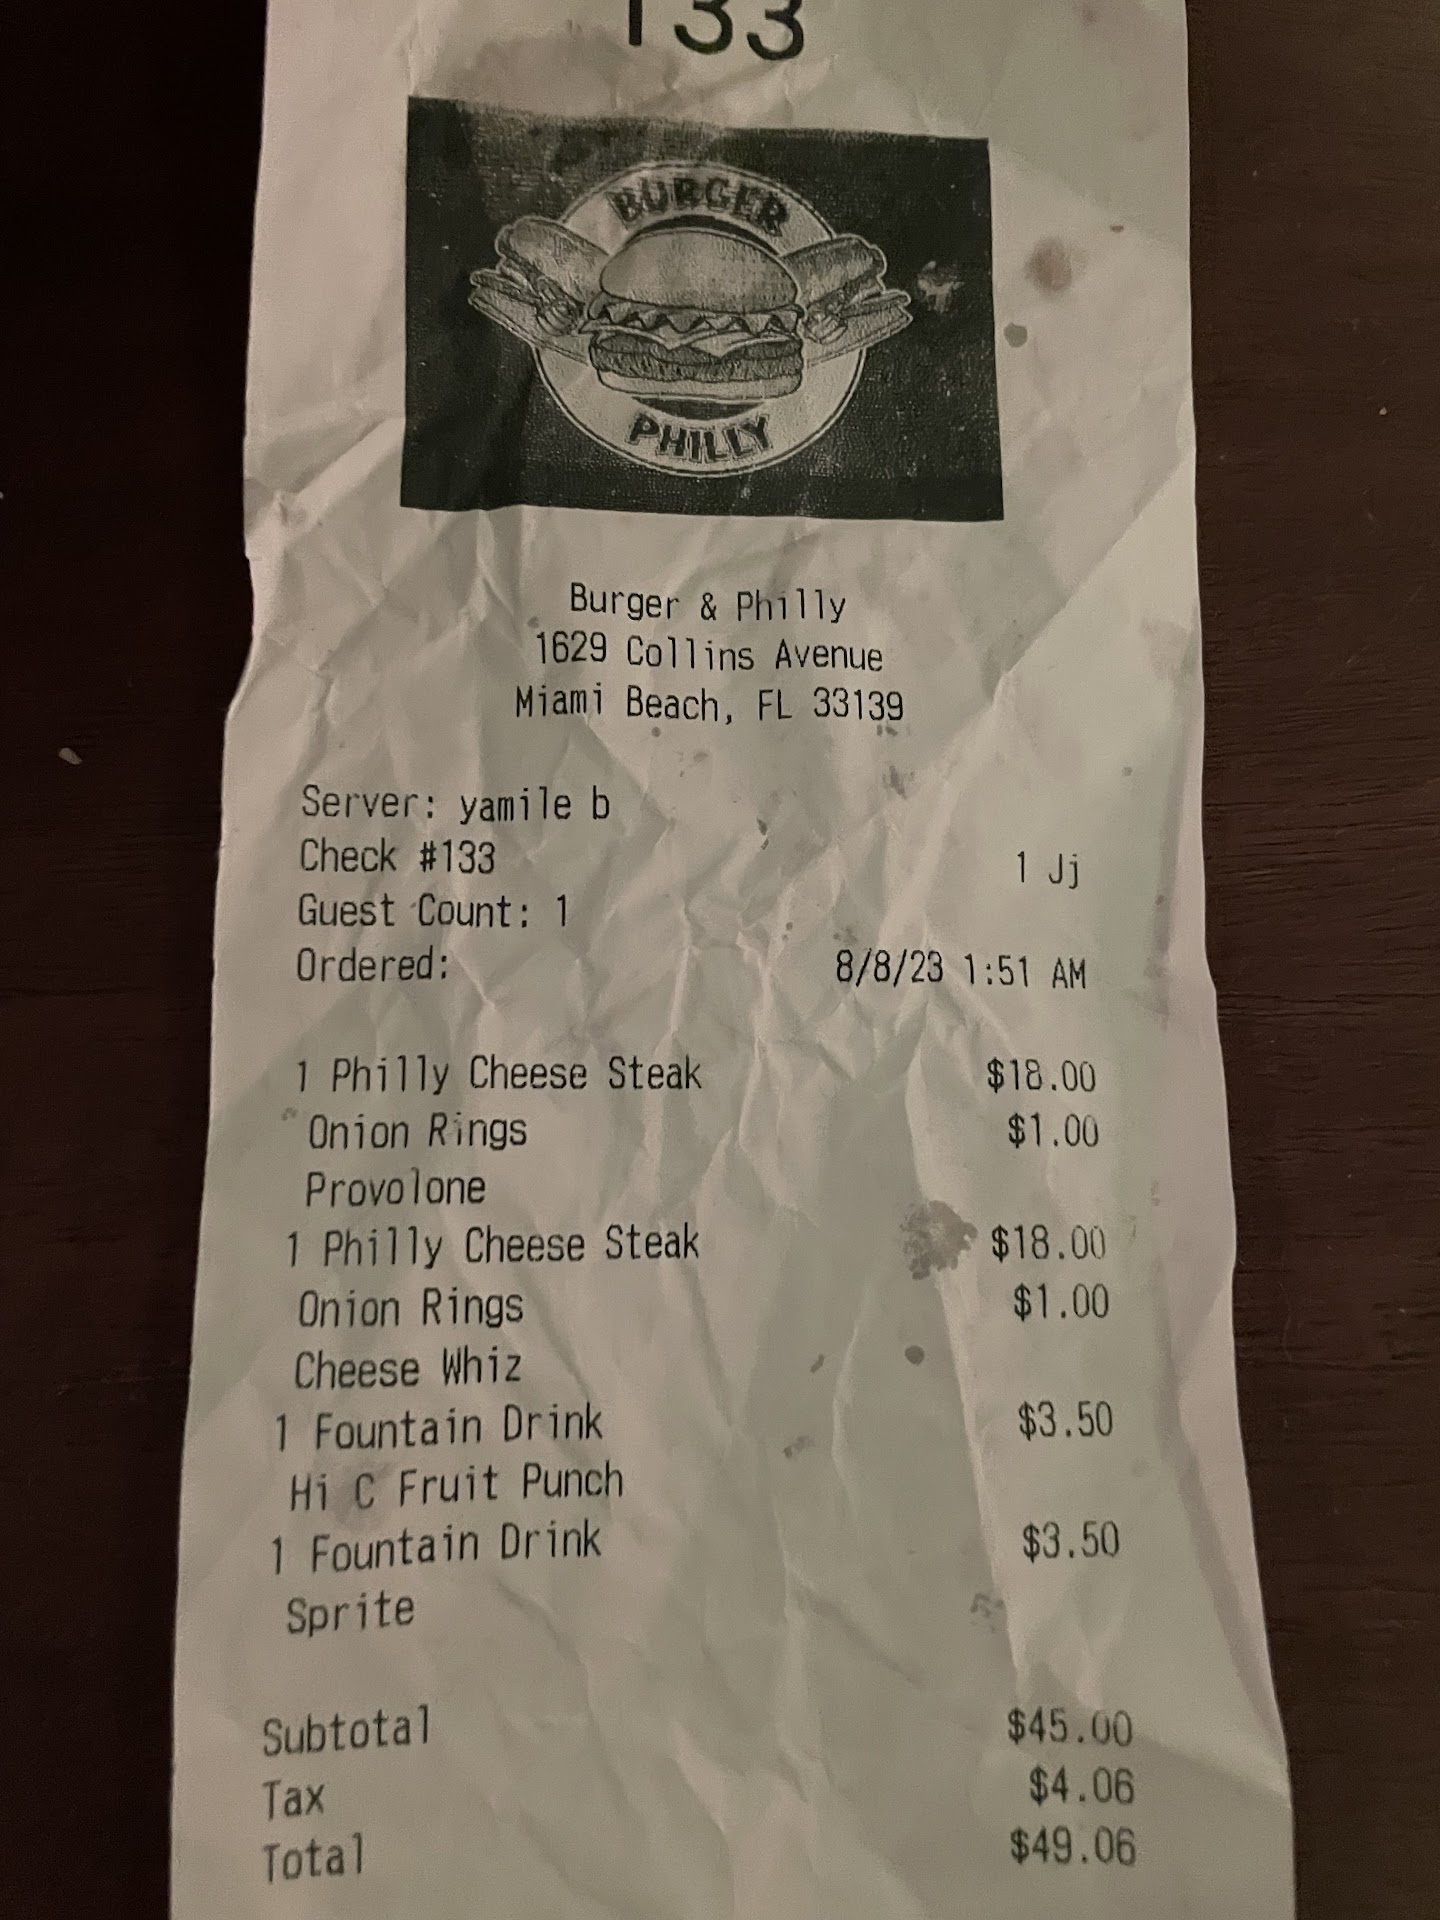 133
BURGER
PHILLY
Burger & Philly
1629 Collins Avenue
Miami Beach, FL 33139
Server: yamile b
Check #133 1 Jj
Guest Count: 1
Ordered: 8/8/23 1:51 AM
1 Philly Cheese Steak $18.00
Onion Rings $1.00
Provolone
1 Philly Cheese Steak $18.00
Onion Rings $1.00
Cheese Whiz
1 Fountain Drink $3.50
Hi C Fruit Punch
1 Fountain Drink $3.50
Sprite
Subtotal $45.00
Tax $4.06
Total $49.06